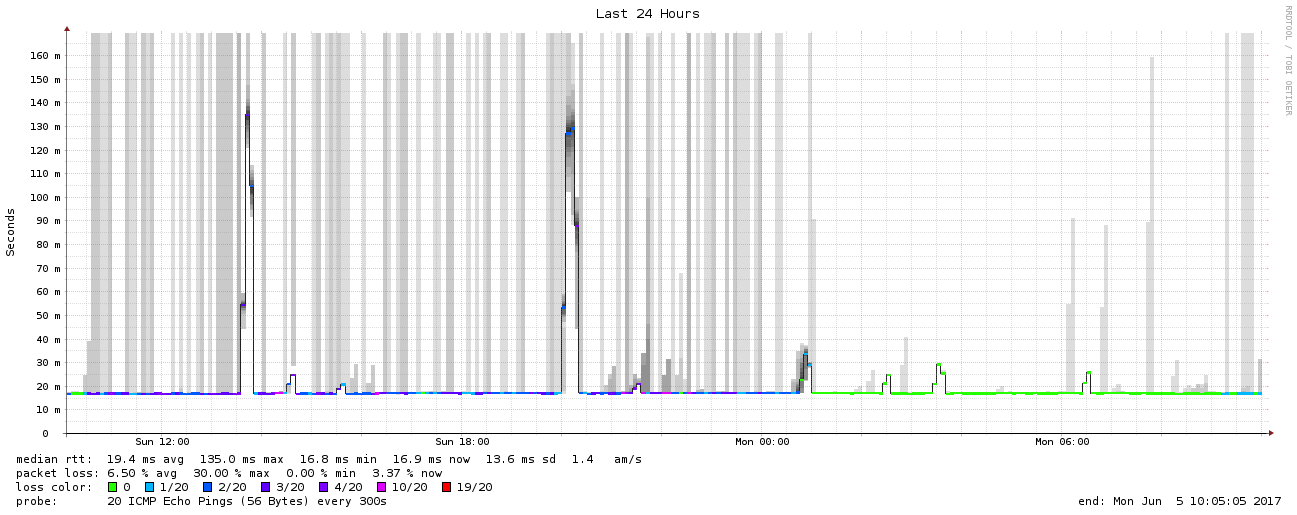 Last 24 Hours
RRDTOOL / TOBI OETIKER
Seconds
160 m
150 m
140 m
130 m
120 m
110 m
100 m
90 m
80 m
70 m
60 m
50 m
40 m
30 m
20 m
10 m
0
Sun 12:00 Sun 18:00 Mon 00:00 Mon 06:00
median rtt: 19.4 ms avg 135.0 ms max 16.8 ms min 16.9 ms now 13.6 ms sd 1.4 am/s
packet loss: 6.50 % avg 30.00 % max 0.00 % min 3.37 % now
loss color: 0 1/20 2/20 3/20 4/20 10/20 19/20
probe: 20 ICMP Echo Pings (56 Bytes) every 300s end: Mon Jun 5 10:05:05 2017